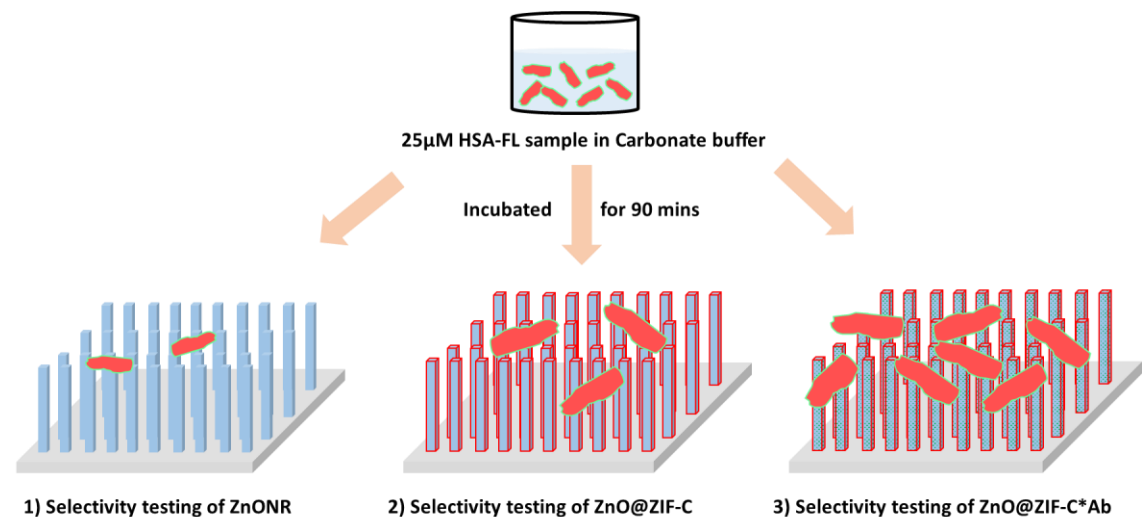 25µM HSA-FL sample in Carbonate buffer
Incubated for 90 mins
1) Selectivity testing of ZnONR
2) Selectivity testing of ZnO@ZIF-C
3) Selectivity testing of ZnO@ZIF-C*Ab